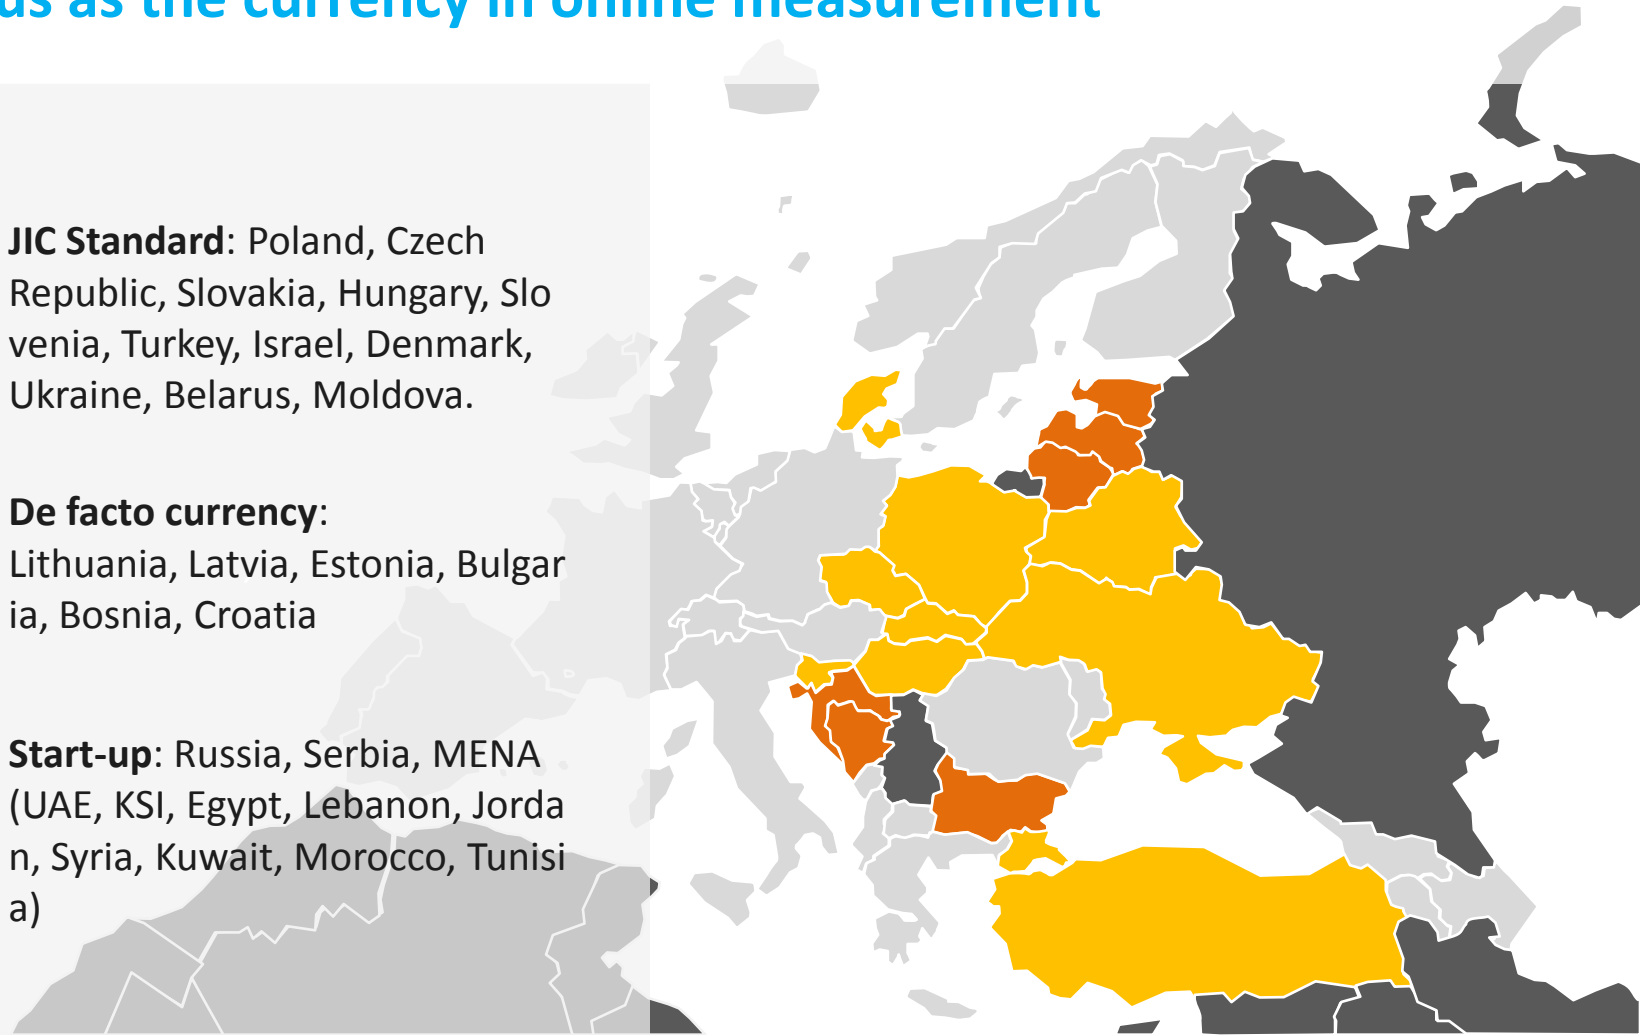 us as the currency in online measurement
JIC Standard: Poland, Czech
Republic, Slovakia, Hungary, Slo
venia, Turkey, Israel, Denmark,
Ukraine, Belarus, Moldova.
De facto currency:
Lithuania, Latvia, Estonia, Bulgar
ia, Bosnia, Croatia
Start-up: Russia, Serbia, MENA
(UAE, KSI, Egypt, Lebanon, Jorda
n, Syria, Kuwait, Morocco, Tunisi
a)